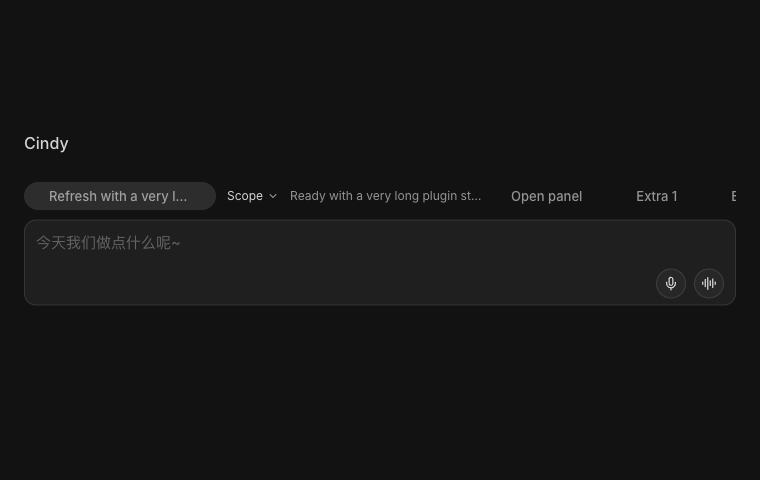 Cindy
Refresh with a very l... Scope Ready with a very long plugin st... Open panel Extra 1
今天我们做点什么呢~